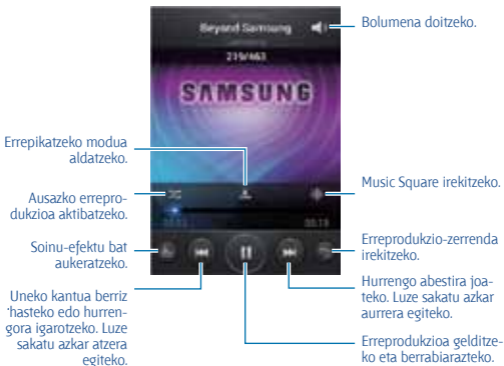 Beyond Samsung
219/463
SAMSUNG
00:19
Bolumena doitzeko.
Errepikatzeko modua
aldatzeko.
Ausazko errepro-
dukzioa aktibatzeko.
Soinu-efektu bat
aukeratzeko.
Uneko kantua berriz
hasteko edo hurren-
gora igarotzeko. Luze
sakatu azkar atzera
egiteko.
Music Square irekitzeko.
Erreprodukzio-zerrenda
irekitzeko.
Hurrengo abestira joa-
teko. Luze sakatu azkar
aurrera egiteko.
Erreprodukzioa gelditze-
ko eta berrabiarazteko.